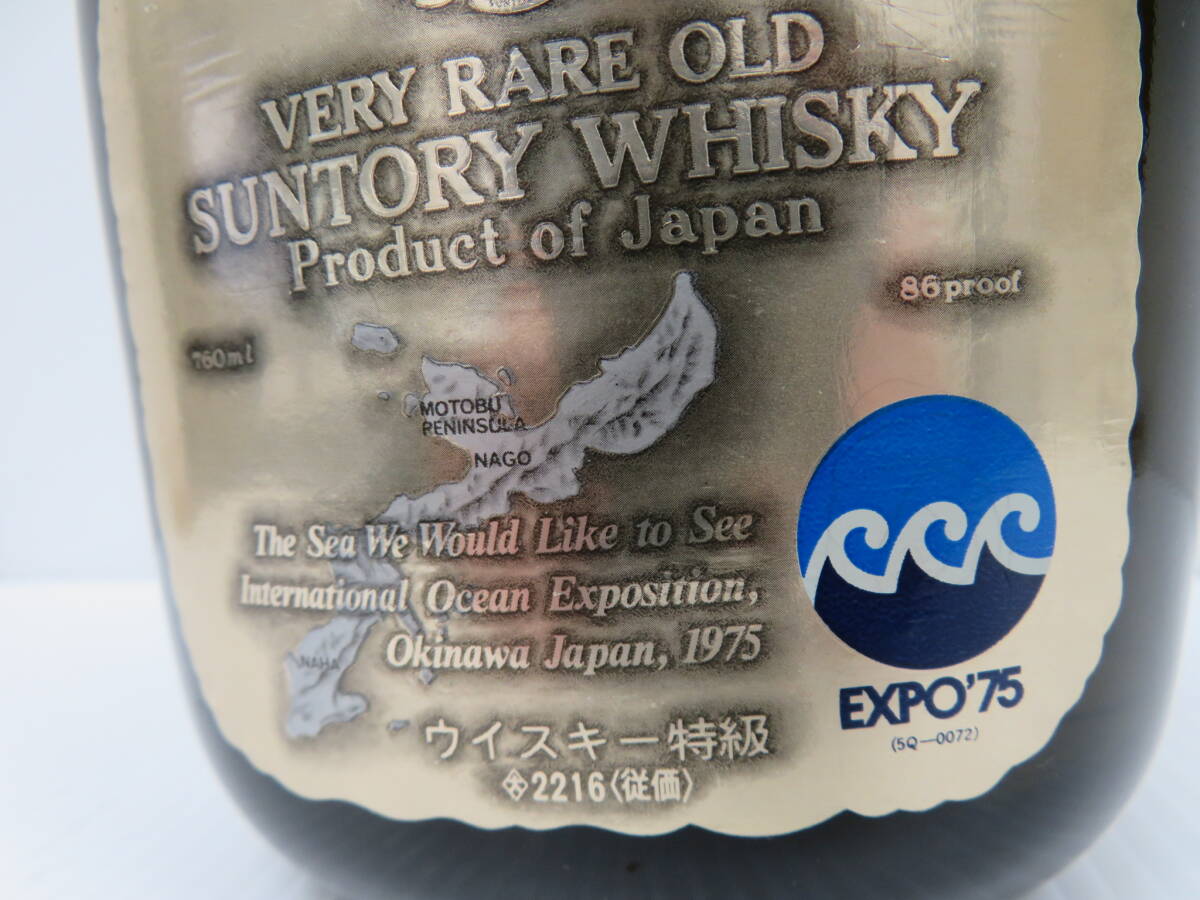 VERY RARE OLD
SUNTORY WHISKY
Product of Japan
86 proof
760ml
MOTOBU
PENINSULA
NAGO
The Sea We Would Like to See
International Ocean Exposition,
Okinawa Japan, 1975
NAHA
EXPO'75
(5Q—0072)
ウイスキー特級
2216〈従価〉